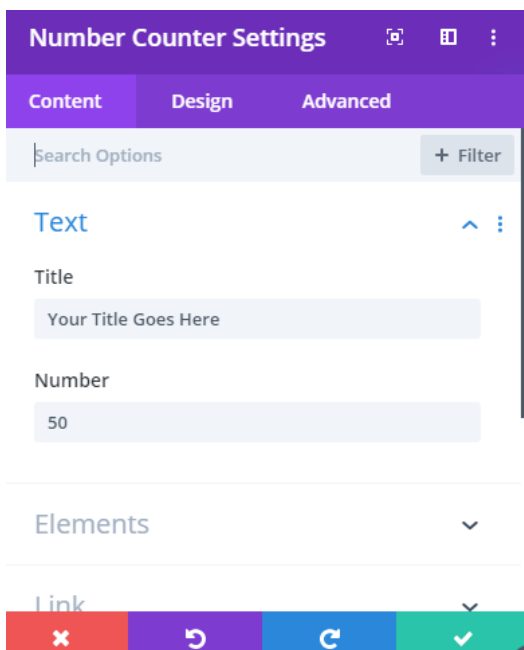 Number Counter Settings
Content Design Advanced
Search Options + Filter
Text
Title
Your Title Goes Here
Number
50
Elements
Link